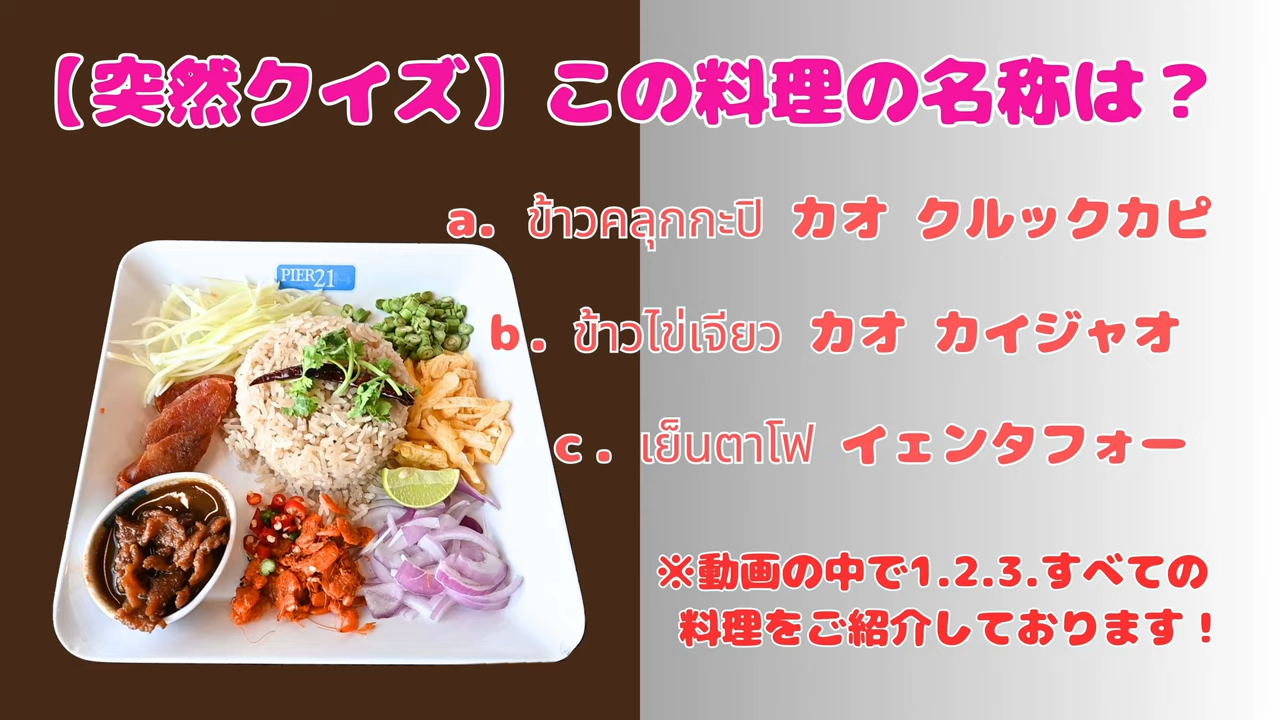 【突然クイズ】この料理の名称は？
a. ข้าวคลุกกะปิ カオ クルックカピ
b. ข้าวไข่เจียว カオ カイジャオ
c. เย็นตาโฟ イェンタフォー
PIER21
※動画の中で1.2.3.すべての
料理をご紹介しております！